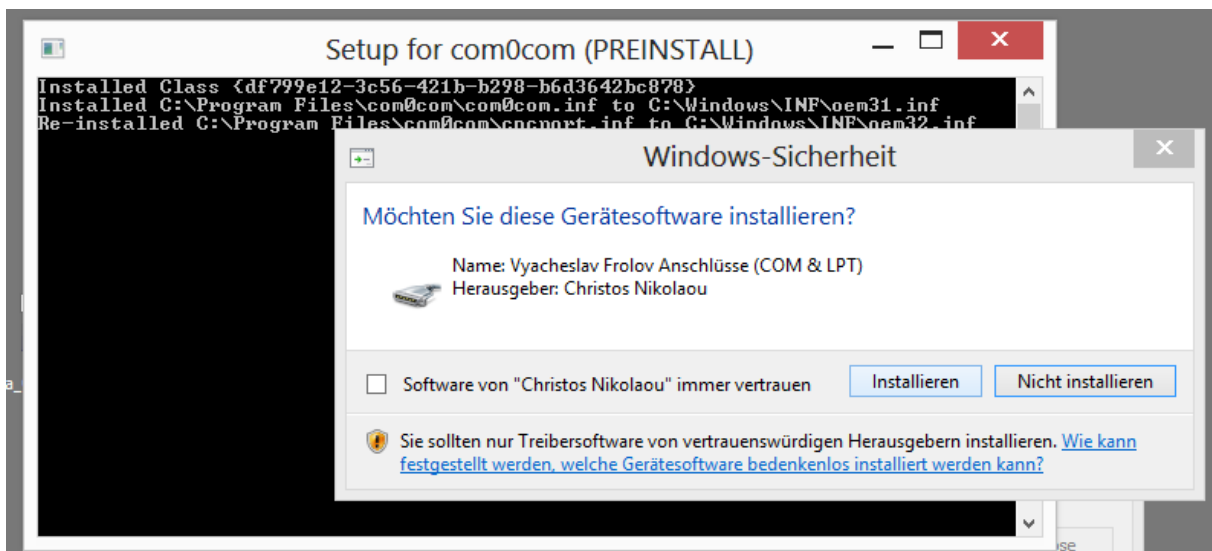 Setup for com0com (PREINSTALL)
Installed Class {df799e12-3c56-421b-b298-b6d3642bc878}
Installed C:\Program Files\com0com\com0com.inf to C:\Windows\INF\oem31.inf
Re-installed C:\Program Files\com0com\cncport.inf to C:\Windows\INF\oem32.inf
Windows-Sicherheit
Möchten Sie diese Gerätesoftware installieren?
Name: Vyacheslav Frolov Anschlüsse (COM & LPT)
Herausgeber: Christos Nikolaou
Software von "Christos Nikolaou" immer vertrauen
Installieren
Nicht installieren
Sie sollten nur Treibersoftware von vertrauenswürdigen Herausgebern installieren. Wie kann
festgestellt werden, welche Gerätesoftware bedenkenlos installiert werden kann?